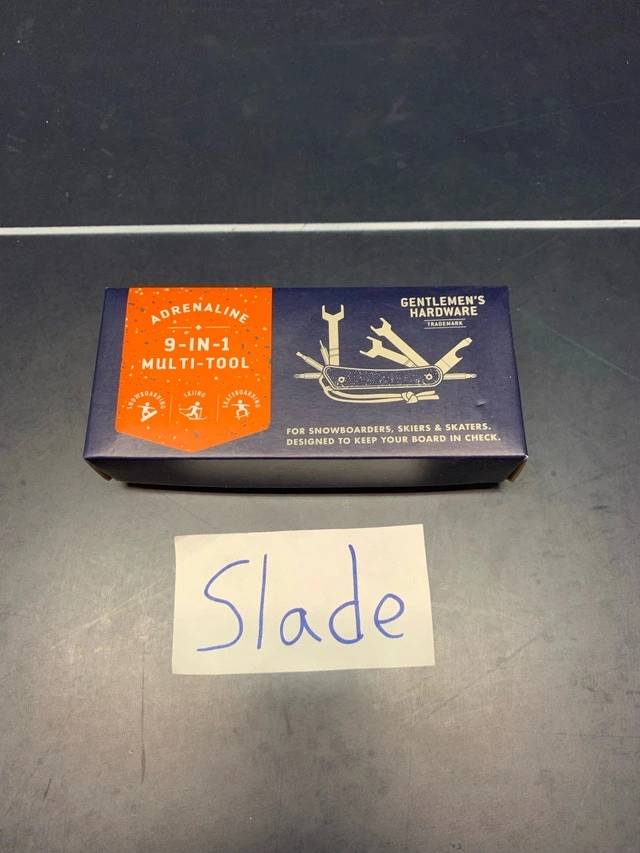 ADRENALINE
9-IN-1
MULTI-TOOL
SNOWBOARDING
SKIING
SKATEBOARDING
GENTLEMEN'S
HARDWARE
TRADEMARK
FOR SNOWBOARDERS, SKIERS & SKATERS.
DESIGNED TO KEEP YOUR BOARD IN CHECK.
Slade